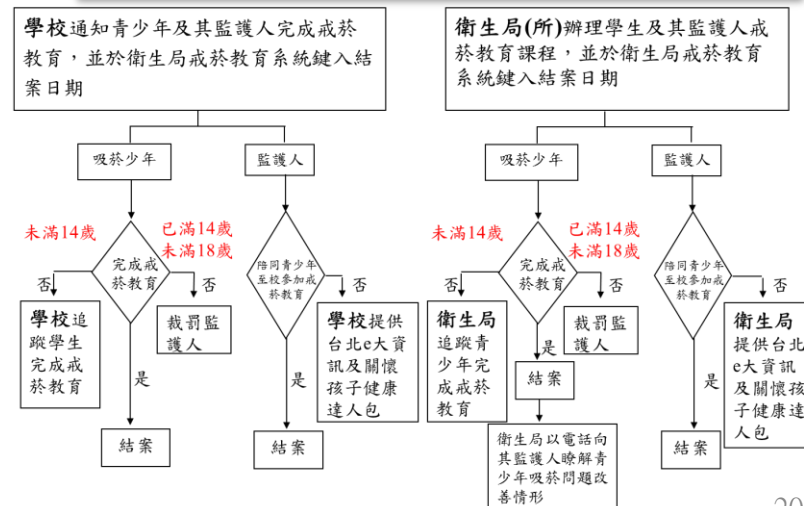 學校通知青少年及其監護人完成戒菸
教育，並於衛生局戒菸教育系統鍵入結
案日期
吸菸少年
監護人
未滿14歲
已滿14歲
未滿18歲
完成戒
菸教育
陪同青少年
至校參加戒
菸教育
否
否
否
學校追
蹤學生
完成戒
菸教育
裁罰監
護人
學校提供
台北e大資
訊及關懷
孩子健康
達人包
是
是
結案
結案
衛生局(所)辦理學生及其監護人戒
菸教育課程，並於衛生局戒菸教育
系統鍵入結案日期
吸菸少年
監護人
未滿14歲
已滿14歲
未滿18歲
完成戒
菸教育
陪同青少年
至校參加戒
菸教育
否
否
否
衛生局
追蹤青
少年完
成戒菸
教育
裁罰監
護人
衛生局
提供台北
e大資訊
及關懷孩
子健康達
人包
是
是
結案
結案
衛生局以電話向
其監護人瞭解青
少年吸菸問題改
善情形